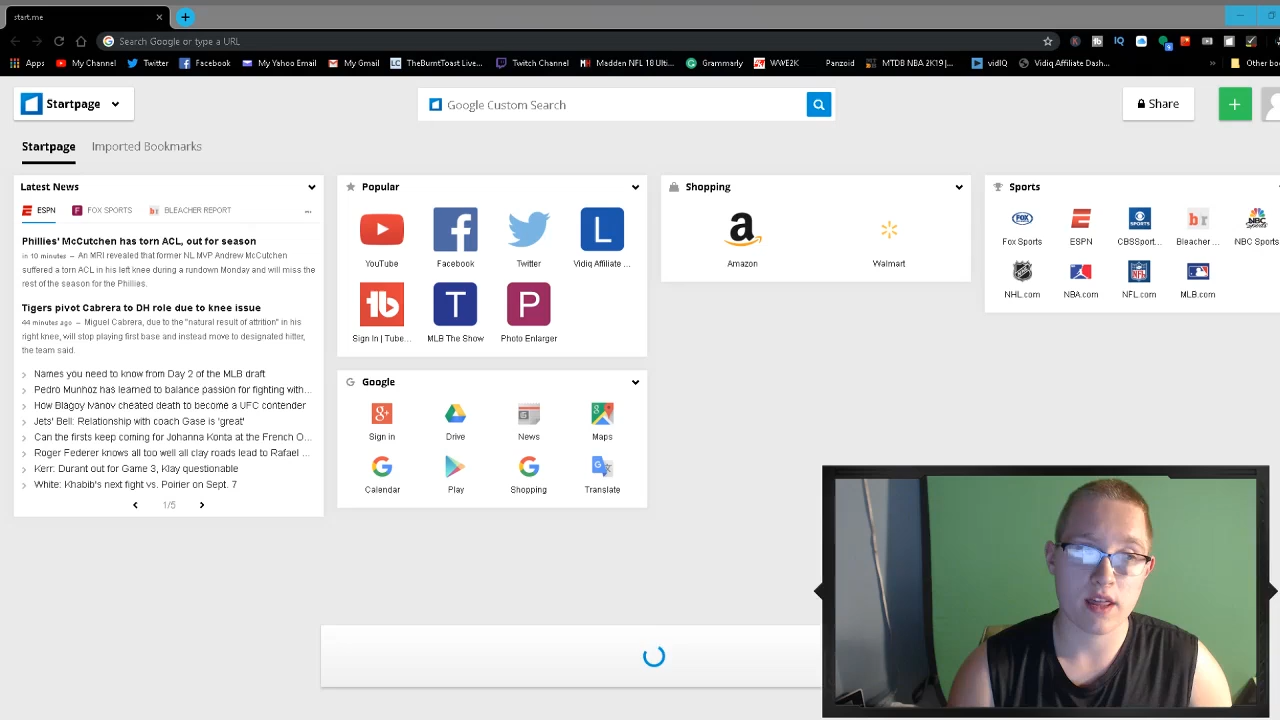 start.me
Search Google or type a URL
Apps My Channel Twitter Facebook My Yahoo Email My Gmail TheBurntToast Live... Twitch Channel Madden NFL 18 Ulti... Grammarly WWE2K Panzoid MTDB NBA 2K19 |... vidIQ Vidiq Affiliate Dash... » Other bo
Startpage
Google Custom Search
Share
Startpage Imported Bookmarks
Latest News
ESPN FOX SPORTS BLEACHER REPORT ...
Phillies' McCutchen has torn ACL, out for season
in 10 minutes – An MRI revealed that former NL MVP Andrew McCutchen
suffered a torn ACL in his left knee during a rundown Monday and will miss the
rest of the season for the Phillies.
Tigers pivot Cabrera to DH role due to knee issue
44 minutes ago – Miguel Cabrera, due to the "natural result of attrition" in his
right knee, will stop playing first base and instead move to designated hitter,
the team said.
Names you need to know from Day 2 of the MLB draft
Pedro Munhoz has learned to balance passion for fighting with...
How Blagoy Ivanov cheated death to become a UFC contender
Jets' Bell: Relationship with coach Gase is 'great'
Can the firsts keep coming for Johanna Konta at the French O...
Roger Federer knows all too well all clay roads lead to Rafael ...
Kerr: Durant out for Game 3, Klay questionable
White: Khabib's next fight vs. Poirier on Sept. 7
1/5
Popular
YouTube Facebook Twitter Vidiq Affiliate ...
Sign In | Tube... MLB The Show Photo Enlarger
Google
Sign in Drive News Maps
Calendar Play Shopping Translate
Shopping
Amazon Walmart
Sports
Fox Sports ESPN CBSSport... Bleacher ... NBC Sports
NHL.com NBA.com NFL.com MLB.com